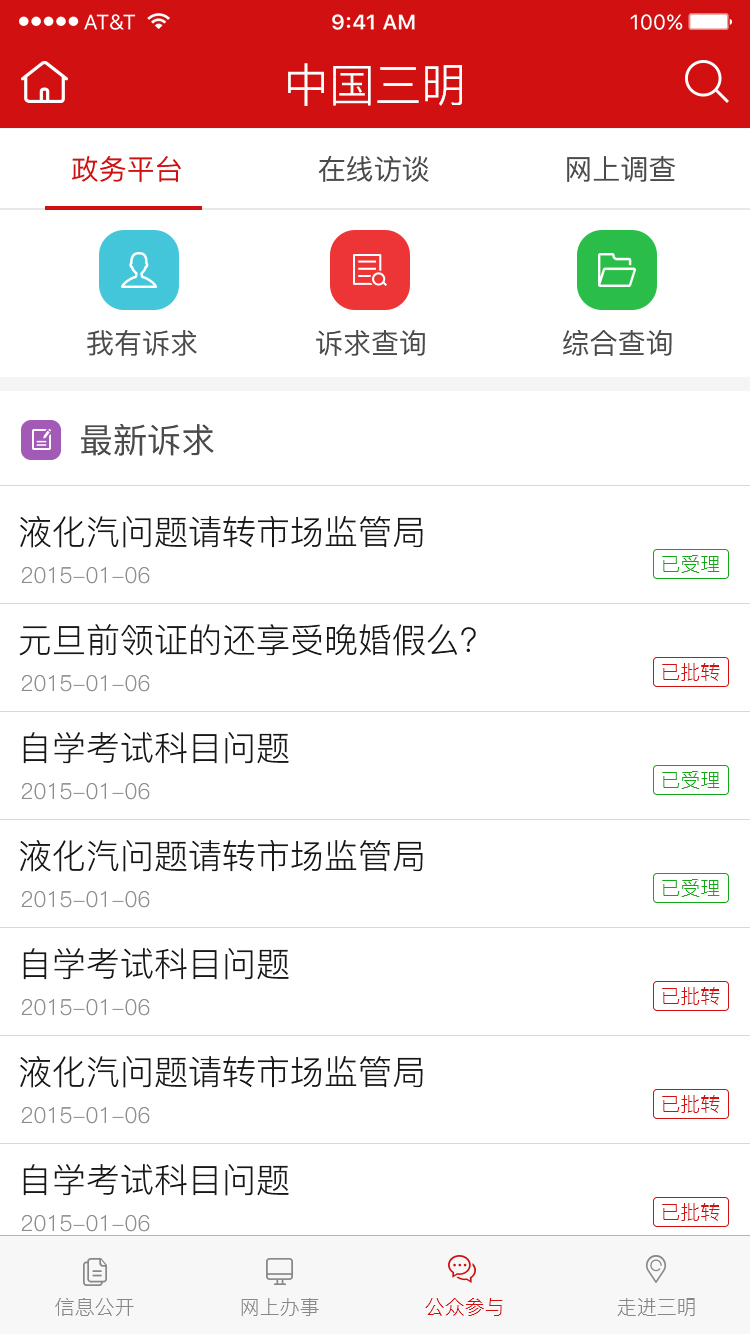 AT&T 9:41 AM 100%
中国三明
政务平台 在线访谈 网上调查
我有诉求 诉求查询 综合查询
最新诉求
液化汽问题请转市场监管局
2015-01-06 已受理
元旦前领证的还享受晚婚假么?
2015-01-06 已批转
自学考试科目问题
2015-01-06 已受理
液化汽问题请转市场监管局
2015-01-06 已受理
自学考试科目问题
2015-01-06 已批转
液化汽问题请转市场监管局
2015-01-06 已批转
自学考试科目问题
2015-01-06 已批转
信息公开 网上办事 公众参与 走进三明